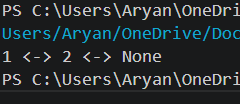 PS C:\Users\Aryan\OneDri
Users/Aryan/OneDrive/Doc
1 <-> 2 <-> None
PS C:\Users\Aryan\OneDri